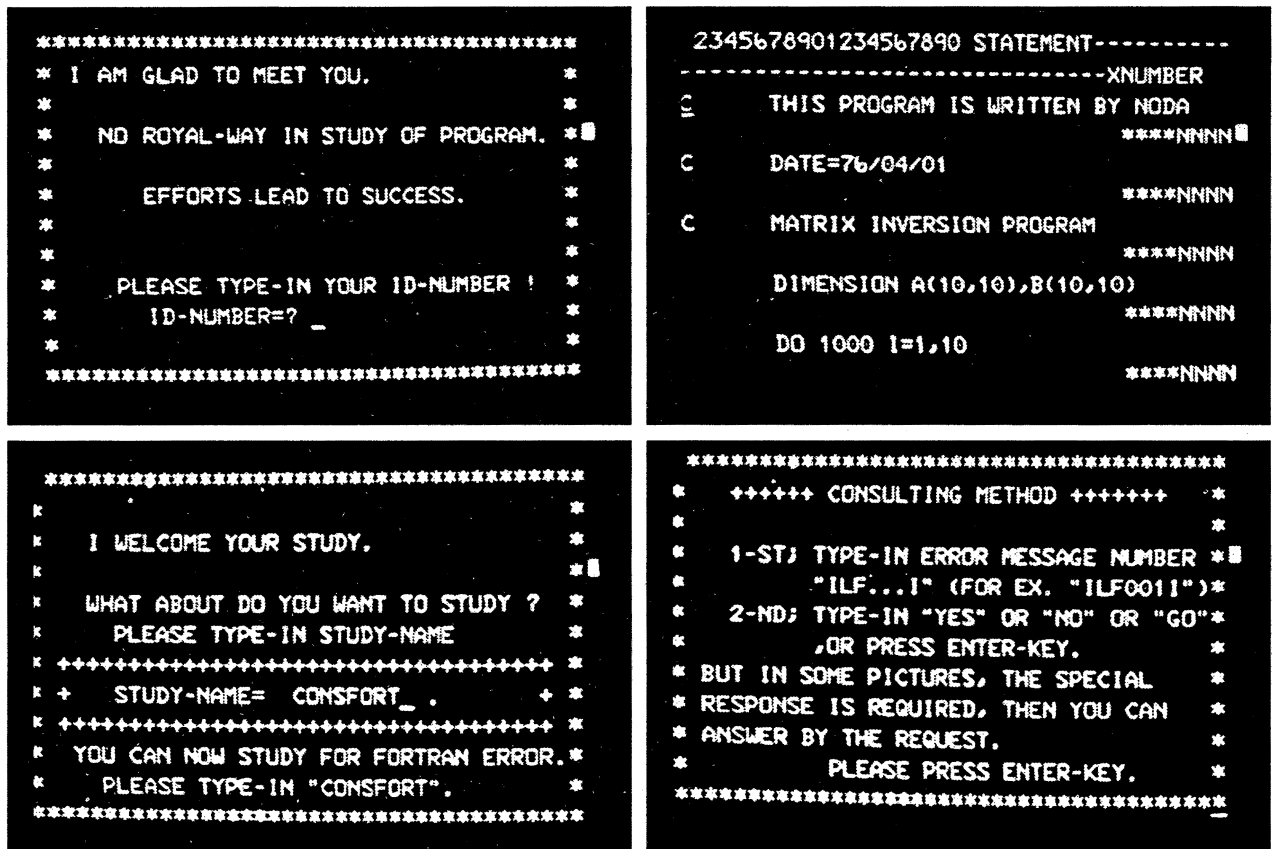 *************************************
* I AM GLAD TO MEET YOU. *
* *
* NO ROYAL-WAY IN STUDY OF PROGRAM. *
* *
* EFFORTS LEAD TO SUCCESS. *
* *
* *
* PLEASE TYPE-IN YOUR ID-NUMBER ! *
* ID-NUMBER=? _ *
* *
*************************************
2345678901234567890 STATEMENT----------
--------------------------------XNUMBER
C THIS PROGRAM IS WRITTEN BY NODA
****NNNN
C DATE=76/04/01
****NNNN
C MATRIX INVERSION PROGRAM
****NNNN
DIMENSION A(10,10),B(10,10)
****NNNN
DO 1000 I=1,10
****NNNN
*************************************
* *
* I WELCOME YOUR STUDY. *
* *
* WHAT ABOUT DO YOU WANT TO STUDY ? *
* PLEASE TYPE-IN STUDY-NAME *
* +++++++++++++++++++++++++++++++++ *
* + STUDY-NAME= CONSFORT_ . + *
* +++++++++++++++++++++++++++++++++ *
* YOU CAN NOW STUDY FOR FORTRAN ERROR. *
* PLEASE TYPE-IN "CONSFORT". *
*************************************
*************************************
* ++++++ CONSULTING METHOD +++++++ *
* *
* 1-ST; TYPE-IN ERROR MESSAGE NUMBER *
* "ILF...I" (FOR EX. "ILF001I")*
* 2-ND; TYPE-IN "YES" OR "NO" OR "GO"*
* ,OR PRESS ENTER-KEY. *
* BUT IN SOME PICTURES, THE SPECIAL *
* RESPONSE IS REQUIRED, THEN YOU CAN *
* ANSWER BY THE REQUEST. *
* PLEASE PRESS ENTER-KEY. *
*************************************